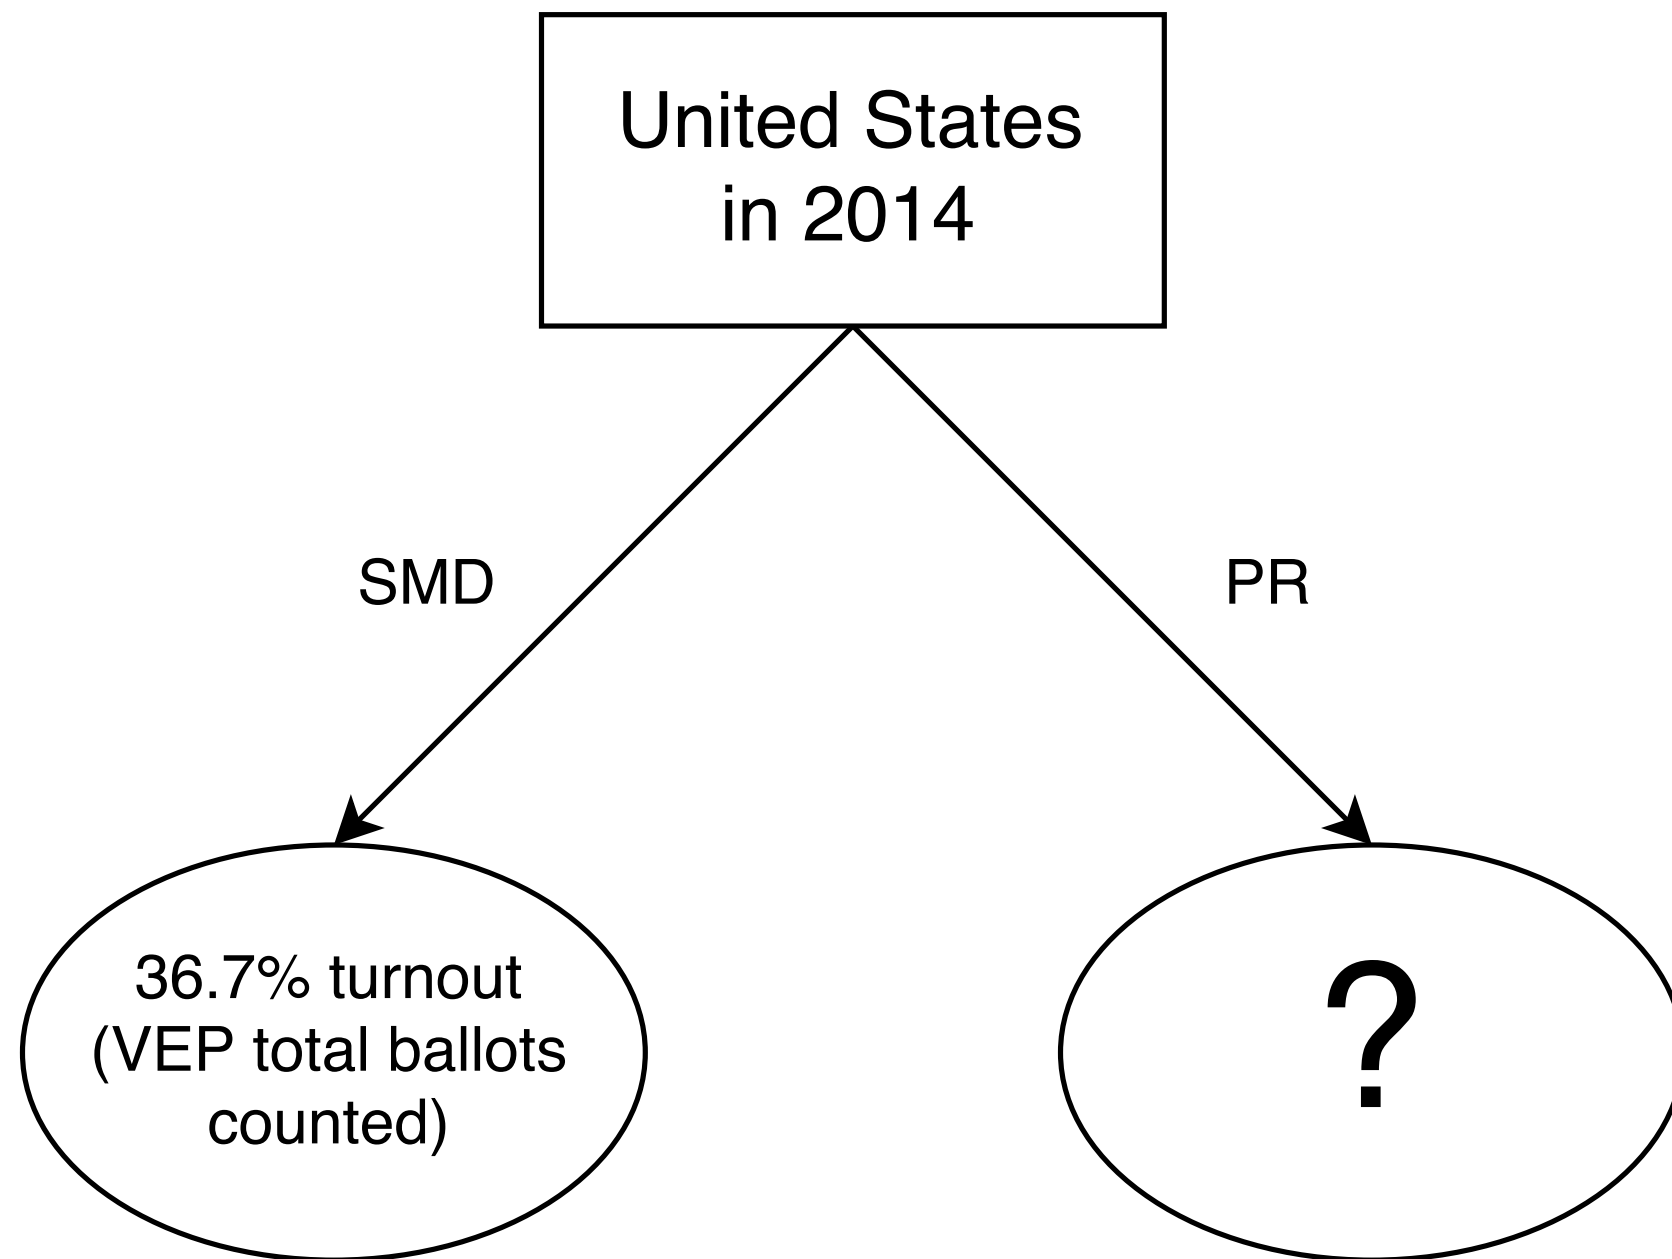 United States
in 2014
SMD
PR
36.7% turnout
(VEP total ballots
counted)
?